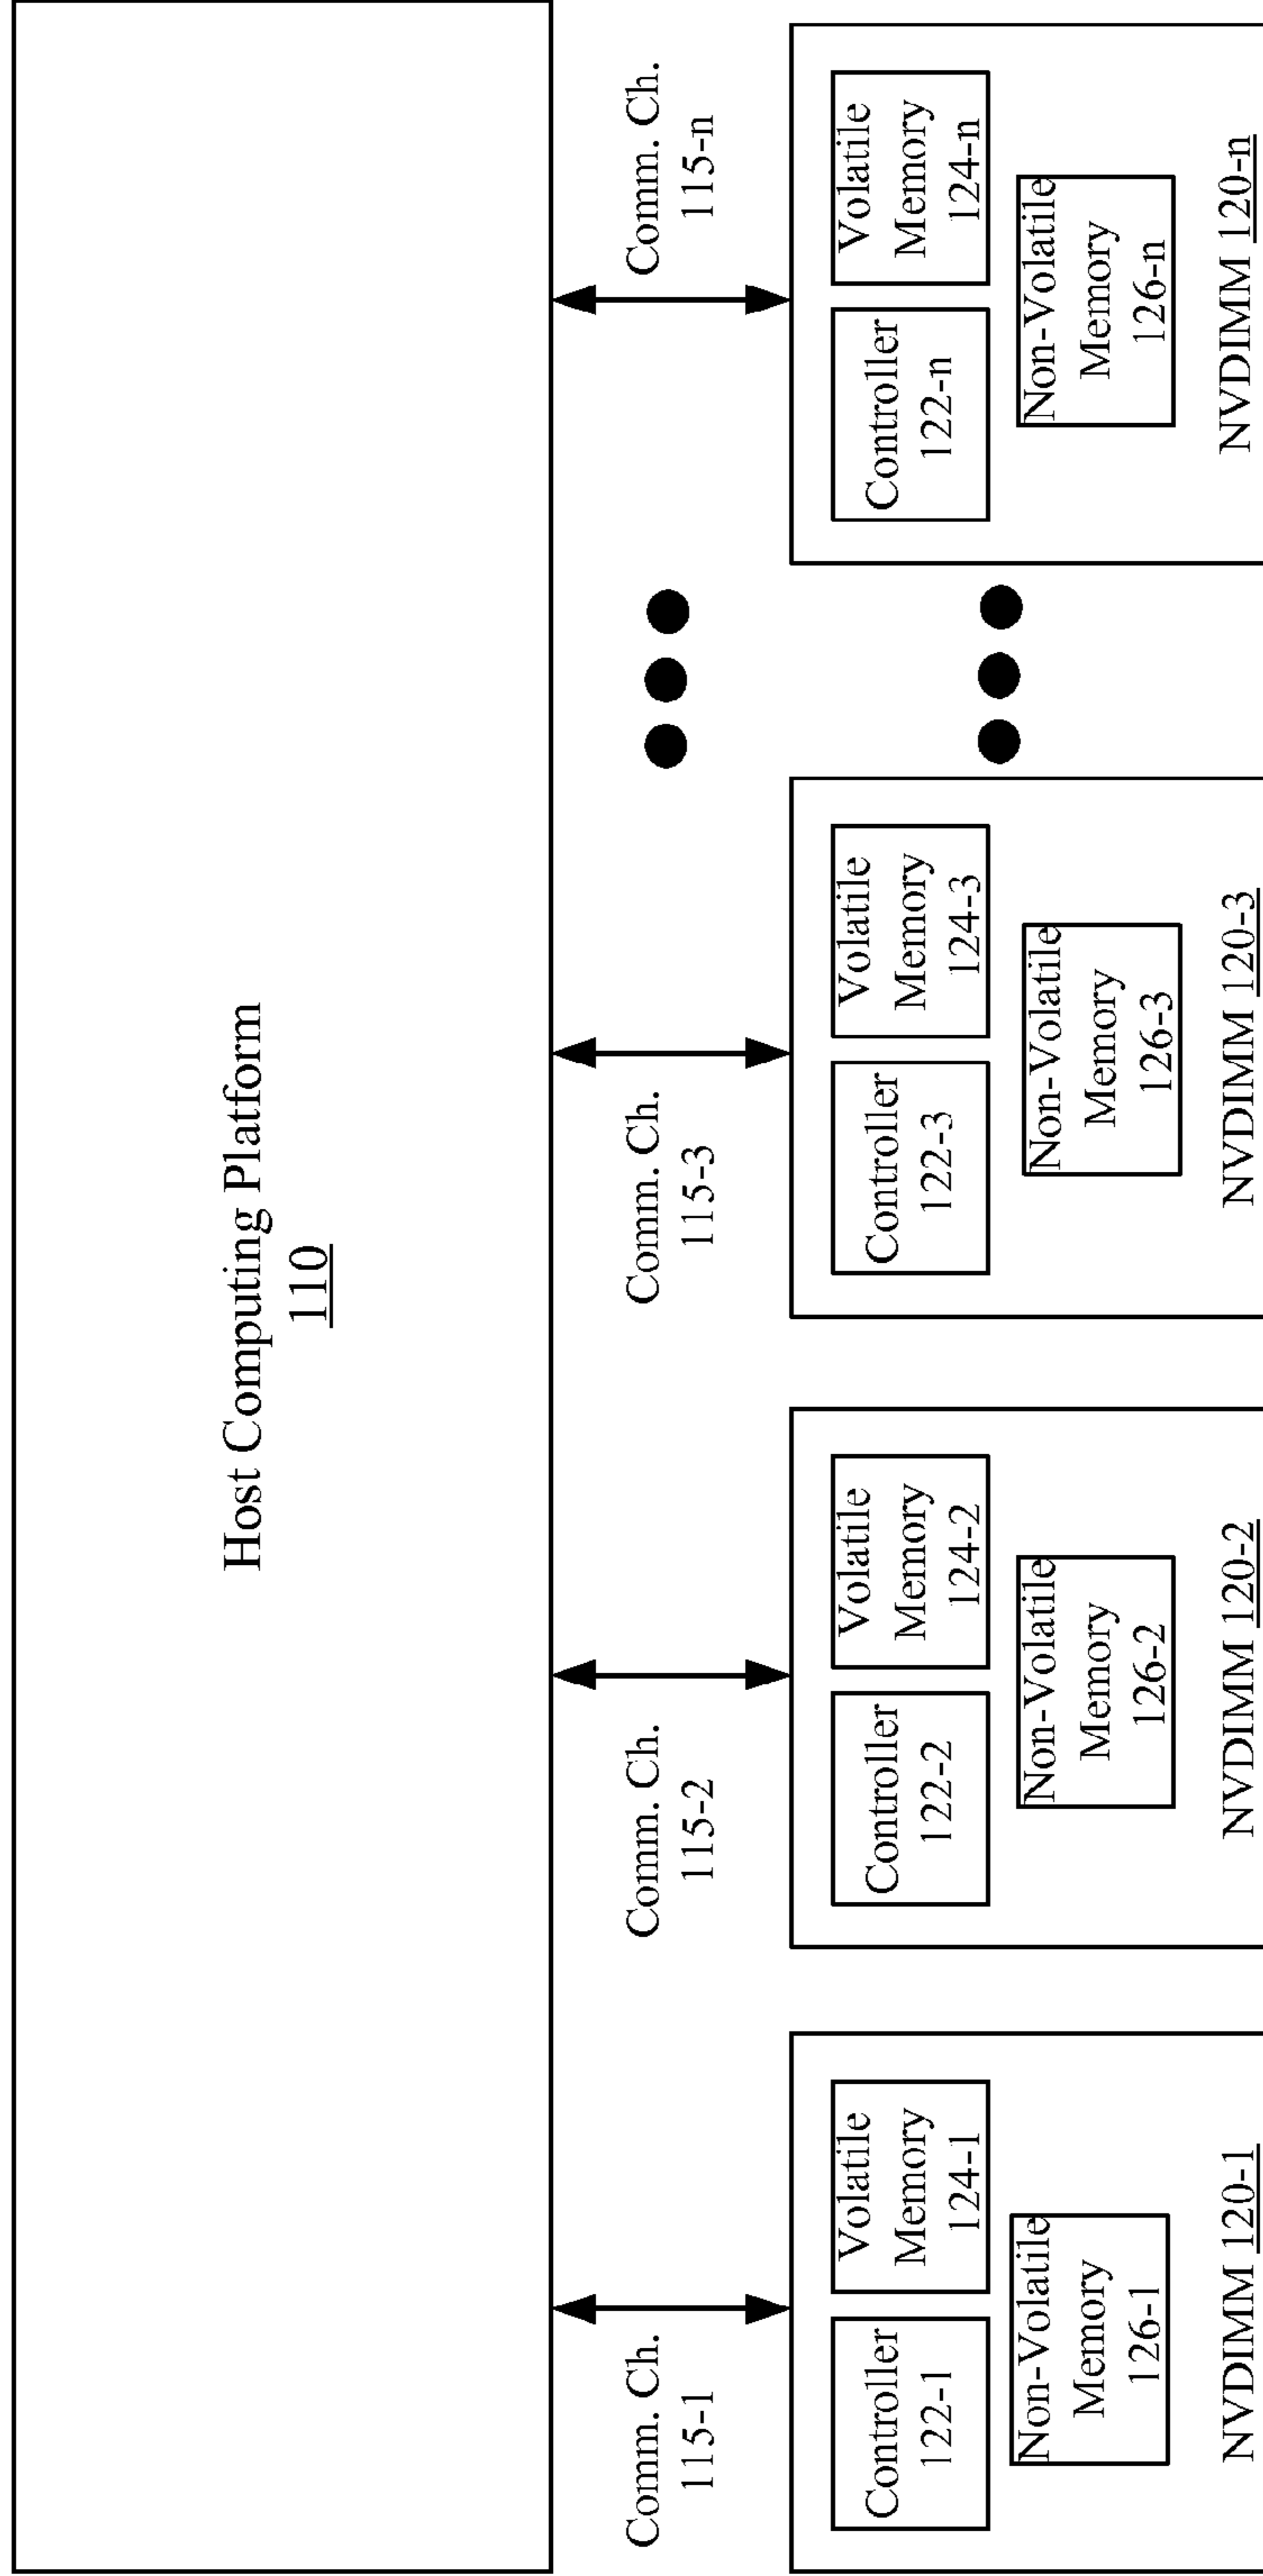 Host Computing Platform
110
Comm. Ch.
115-1
Comm. Ch.
115-2
Comm. Ch.
115-3
Comm. Ch.
115-n
Controller
122-1
Volatile
Memory
124-1
Non-Volatile
Memory
126-1
NVDIMM 120-1
Controller
122-2
Volatile
Memory
124-2
Non-Volatile
Memory
126-2
NVDIMM 120-2
Controller
122-3
Volatile
Memory
124-3
Non-Volatile
Memory
126-3
NVDIMM 120-3
Controller
122-n
Volatile
Memory
124-n
Non-Volatile
Memory
126-n
NVDIMM 120-n